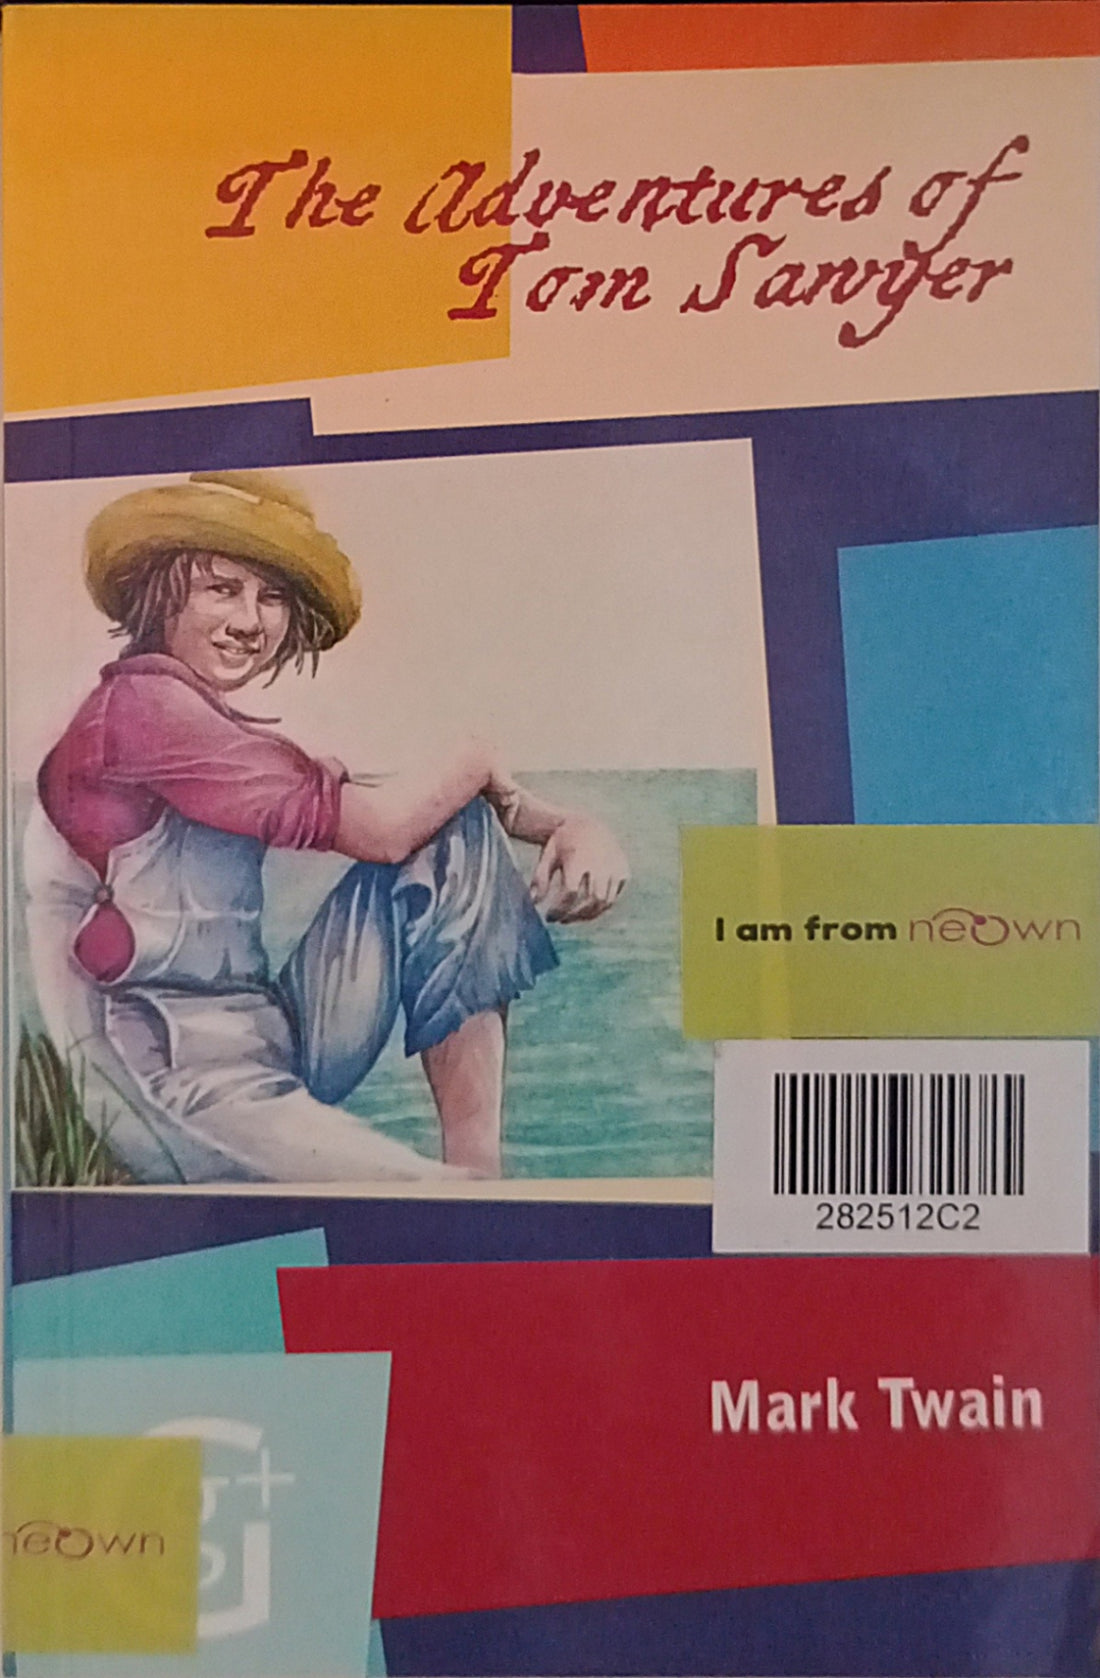 The Adventures of
Tom Sawyer
I am from neown
282512C2
Mark Twain
neown